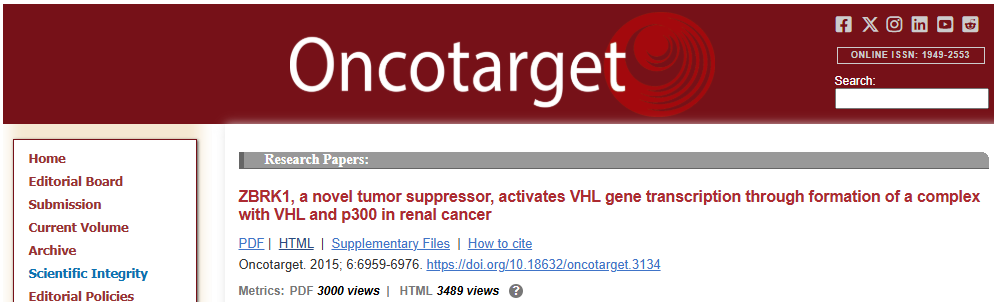 Oncotarget
ONLINE ISSN: 1949-2553
Search:
Home
Editorial Board
Submission
Current Volume
Archive
Scientific Integrity
Editorial Policies
Research Papers:
ZBRK1, a novel tumor suppressor, activates VHL gene transcription through formation of a complex
with VHL and p300 in renal cancer
PDF | HTML | Supplementary Files | How to cite
Oncotarget. 2015; 6:6959-6976. https://doi.org/10.18632/oncotarget.3134
Metrics: PDF 3000 views | HTML 3489 views ?